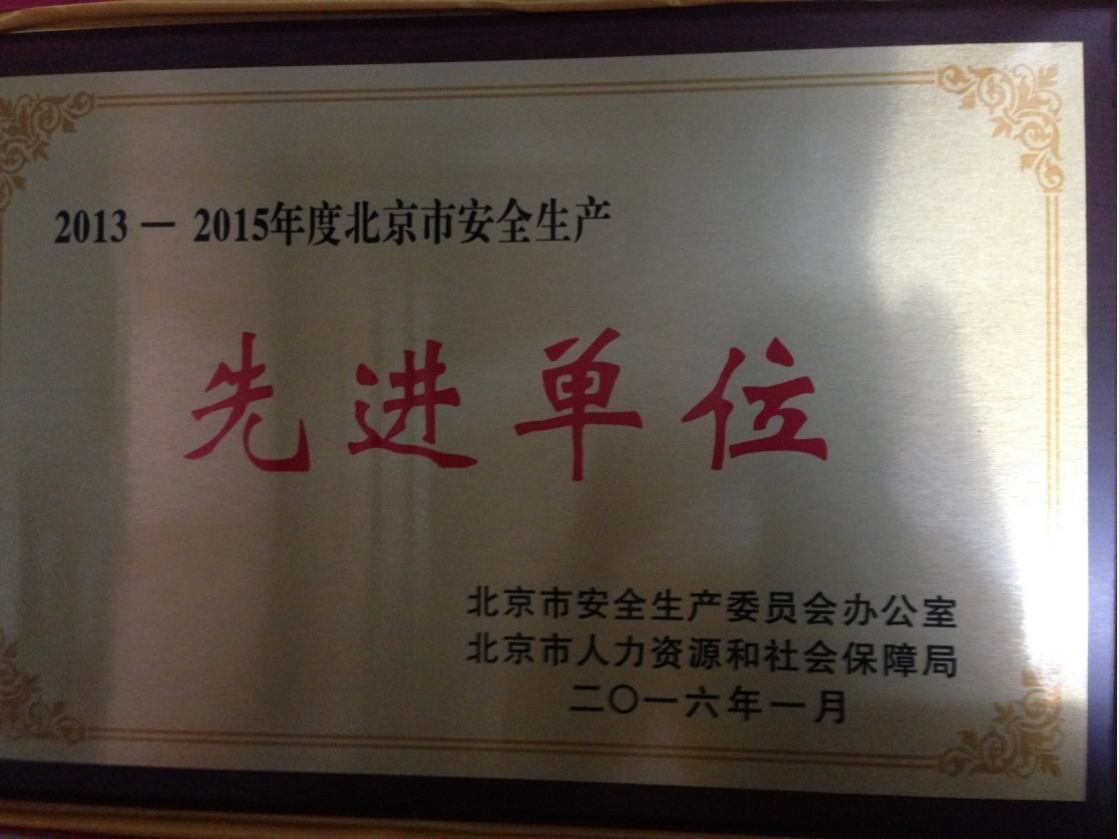 2013－2015年度北京市安全生产
先进单位
北京市安全生产委员会办公室
北京市人力资源和社会保障局
二〇一六年一月